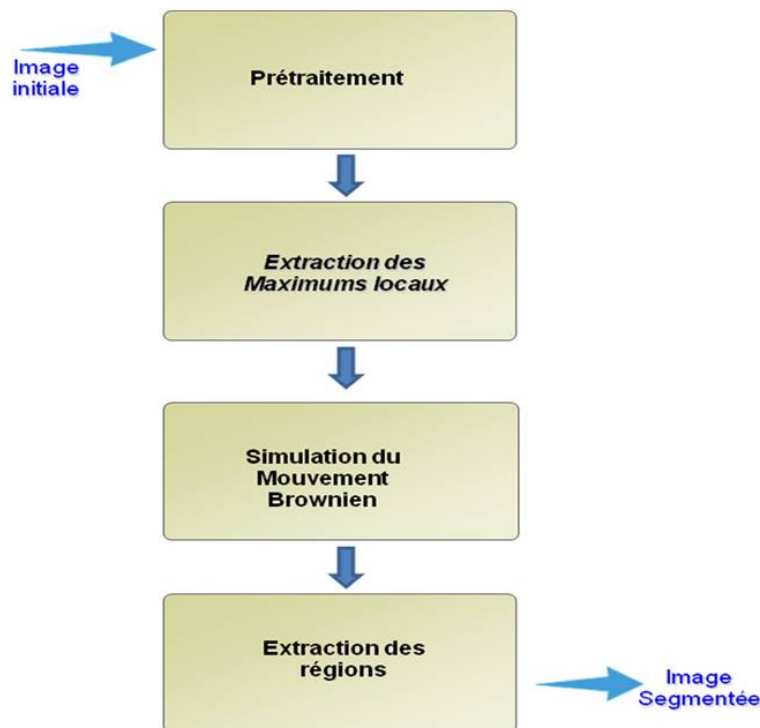 Image
initiale
Prétraitement
Extraction des
Maximums locaux
Simulation du
Mouvement
Brownien
Extraction des
régions
Image
Segmentée